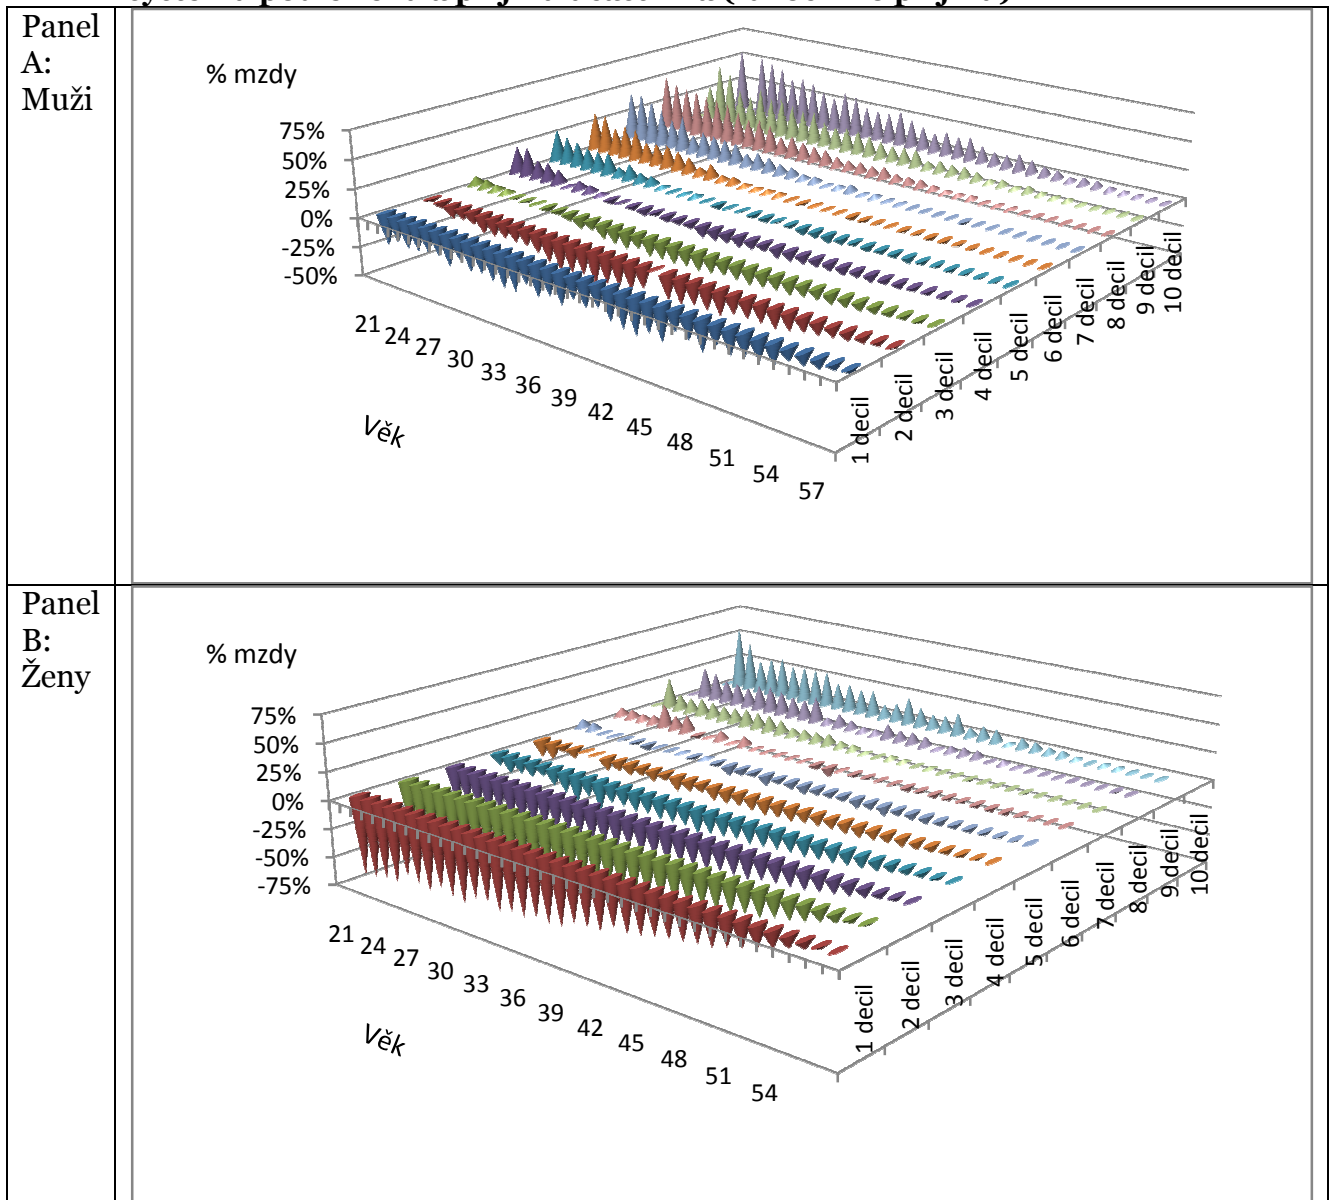 Panel
A:
Muži
% mzdy
75%
50%
25%
0%
-25%
-50%
21
24
27
30
33
36
39
42
45
48
51
54
57
Věk
1 decil
2 decil
3 decil
4 decil
5 decil
6 decil
7 decil
8 decil
9 decil
10 decil
Panel
B:
Ženy
% mzdy
75%
50%
25%
0%
-25%
-50%
-75%
21
24
27
30
33
36
39
42
45
48
51
54
Věk
1 decil
2 decil
3 decil
4 decil
5 decil
6 decil
7 decil
8 decil
9 decil
10 decil